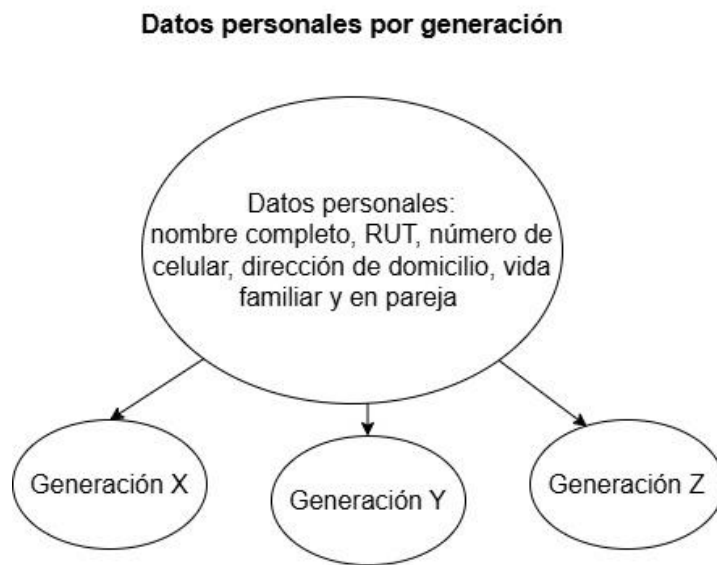 Datos personales por generación
Datos personales:
nombre completo, RUT, número de
celular, dirección de domicilio, vida
familiar y en pareja
Generación X
Generación Y
Generación Z